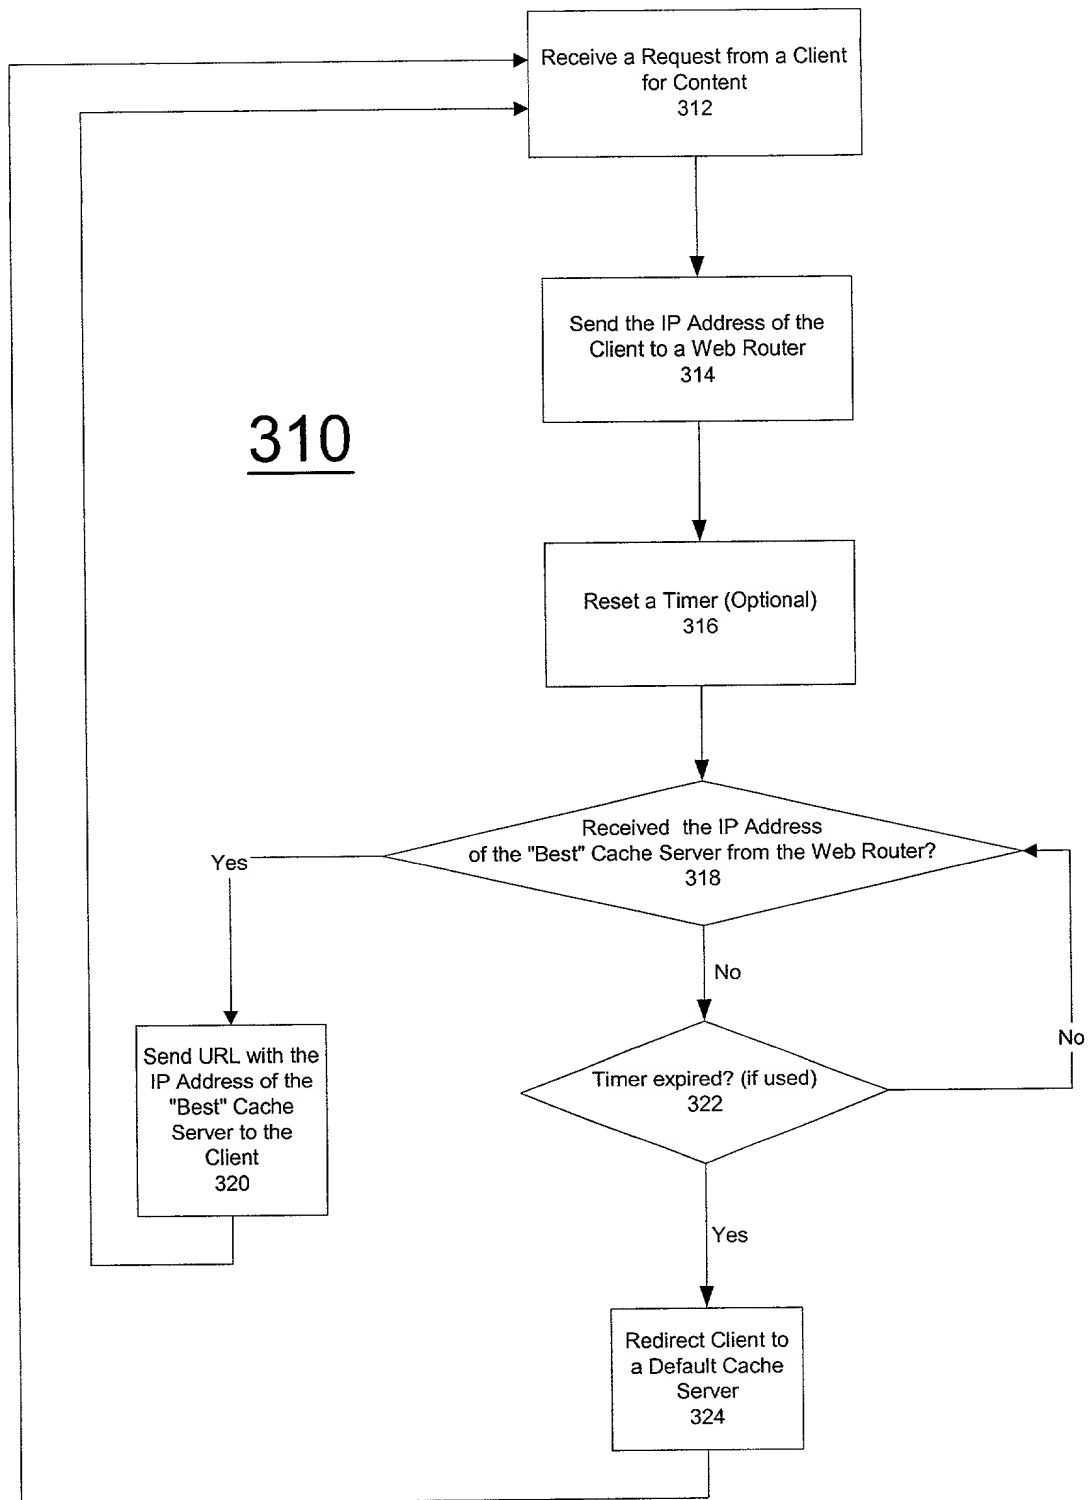 Receive a Request from a Client
for Content
312
Send the IP Address of the
Client to a Web Router
314
310
Reset a Timer (Optional)
316
Received the IP Address
of the "Best" Cache Server from the Web Router?
318
Yes
No
No
Send URL with the
IP Address of the
"Best" Cache
Server to the
Client
320
Timer expired? (if used)
322
Yes
Redirect Client to
a Default Cache
Server
324